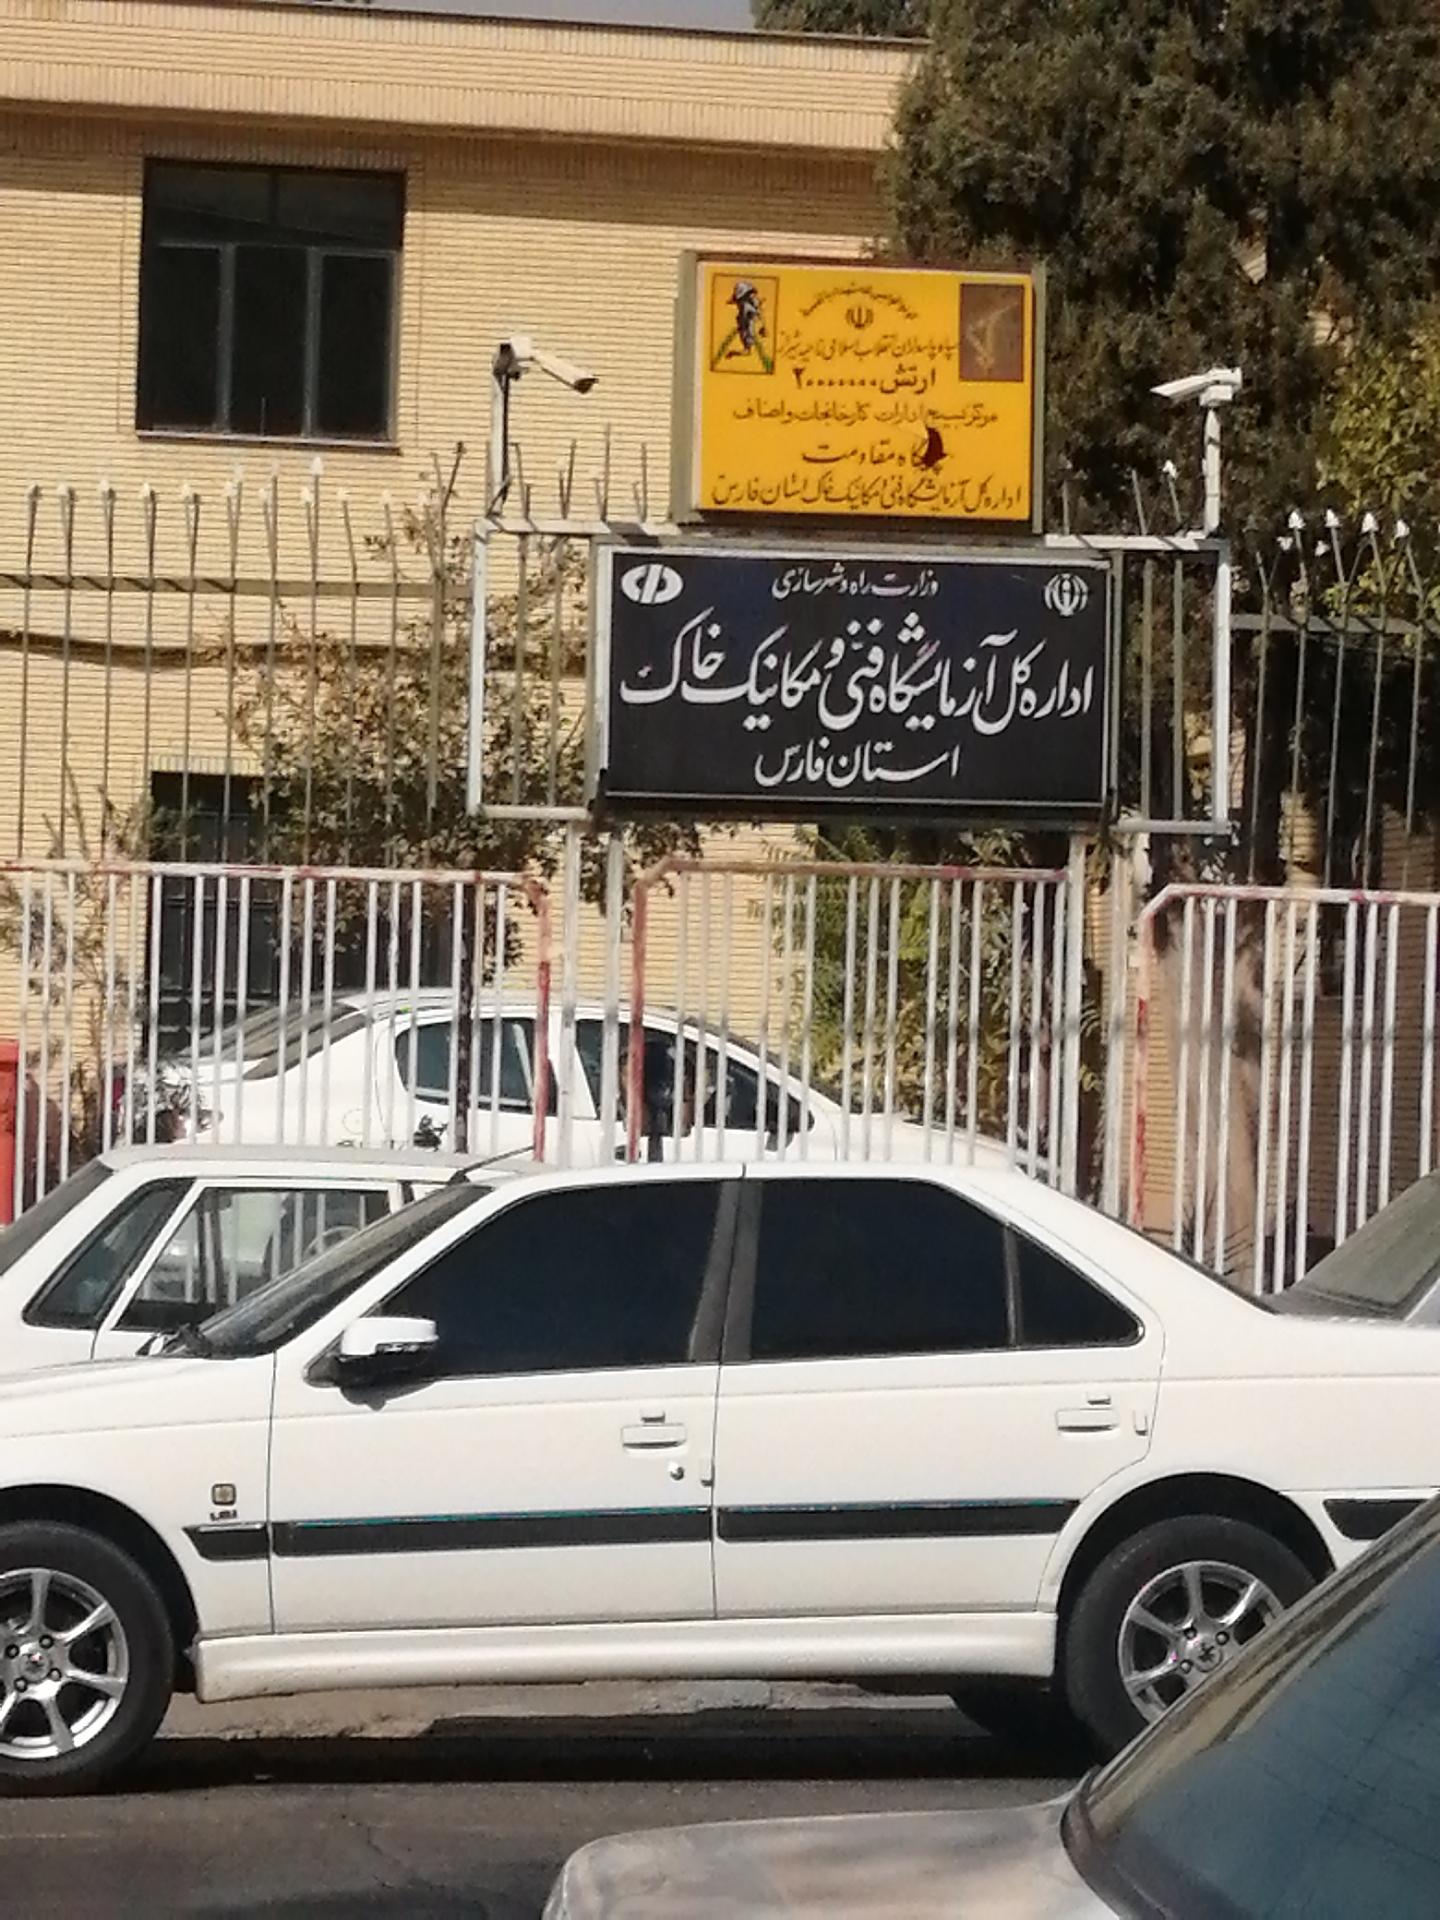 سپاه پاسداران انقلاب اسلامی ناحیه شیراز
ارتش ۲۰۰۰۰۰۰۰
مرکز بسیج ادارات کارخانجات و اصناف
پایگاه مقاومت
اداره کل آزمایشگاه فنی و مکانیک خاک استان فارس
وزارت راه و شهرسازی
اداره کل آزمایشگاه فنی و مکانیک خاک
استان فارس